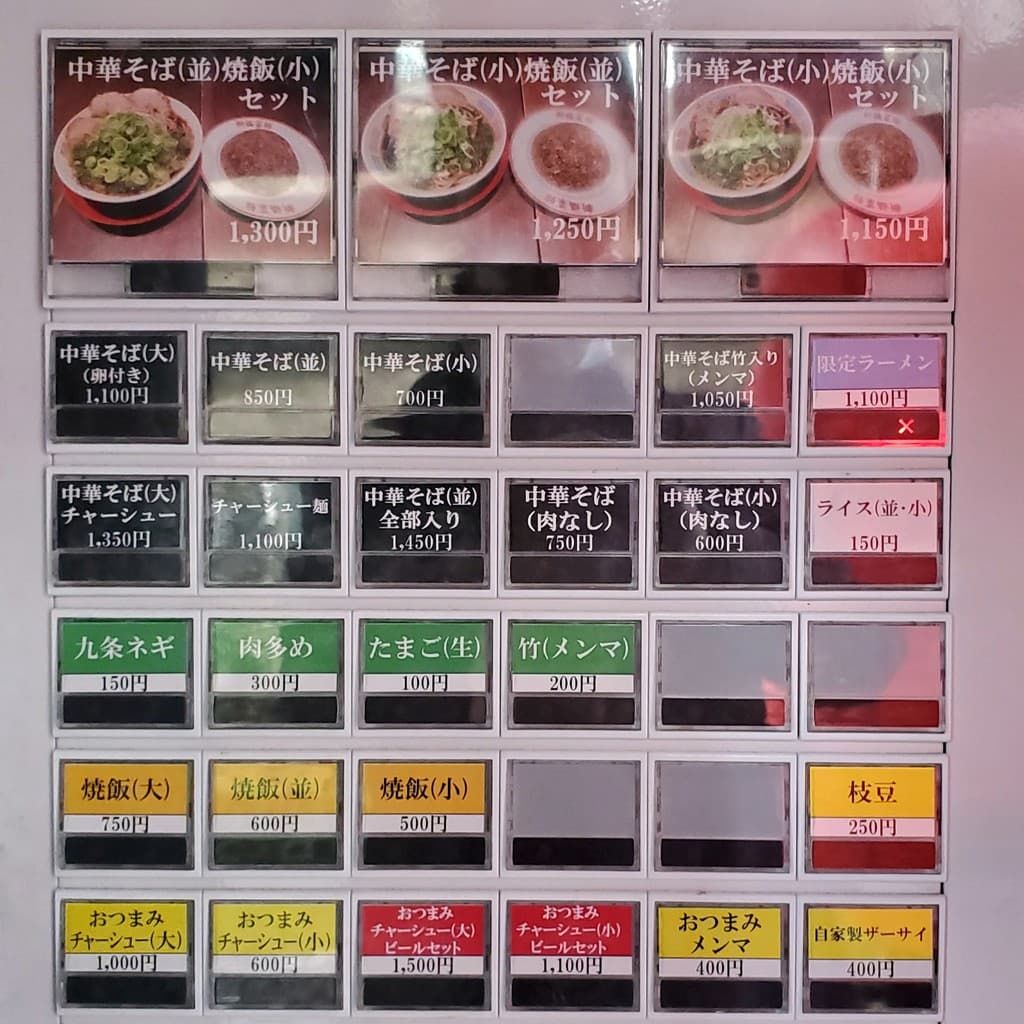 中華そば(並)焼飯(小)
セット
1,300円
中華そば(小)焼飯(並)
セット
1,250円
中華そば(小)焼飯(小)
セット
1,150円
中華そば(大)
(卵付き)
1,100円
中華そば(並)
850円
中華そば(小)
700円
中華そば竹入り
(メンマ)
1,050円
限定ラーメン
1,100円
×
中華そば(大)
チャーシュー
1,350円
チャーシュー麺
1,100円
中華そば(並)
全部入り
1,450円
中華そば
(肉なし)
750円
中華そば(小)
(肉なし)
600円
ライス(並・小)
150円
九条ネギ
150円
肉多め
300円
たまご(生)
100円
竹(メンマ)
200円
焼飯(大)
750円
焼飯(並)
600円
焼飯(小)
500円
枝豆
250円
おつまみ
チャーシュー(大)
1,000円
おつまみ
チャーシュー(小)
600円
おつまみ
チャーシュー(大)
ビールセット
1,500円
おつまみ
チャーシュー(小)
ビールセット
1,100円
おつまみ
メンマ
400円
自家製ザーサイ
400円